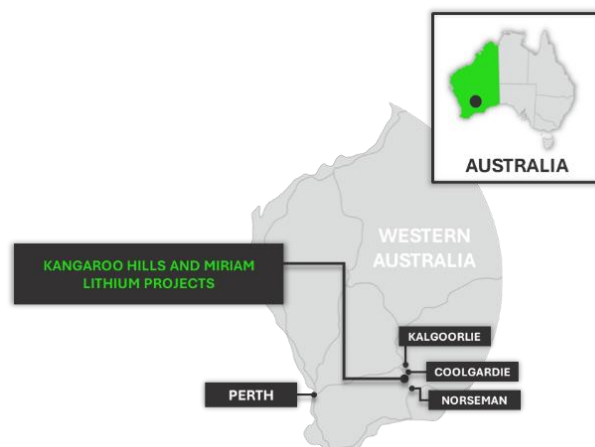 AUSTRALIA
WESTERN
AUSTRALIA
KANGAROO HILLS AND MIRIAM
LITHIUM PROJECTS
KALGOORLIE
COOLGARDIE
PERTH
NORSEMAN